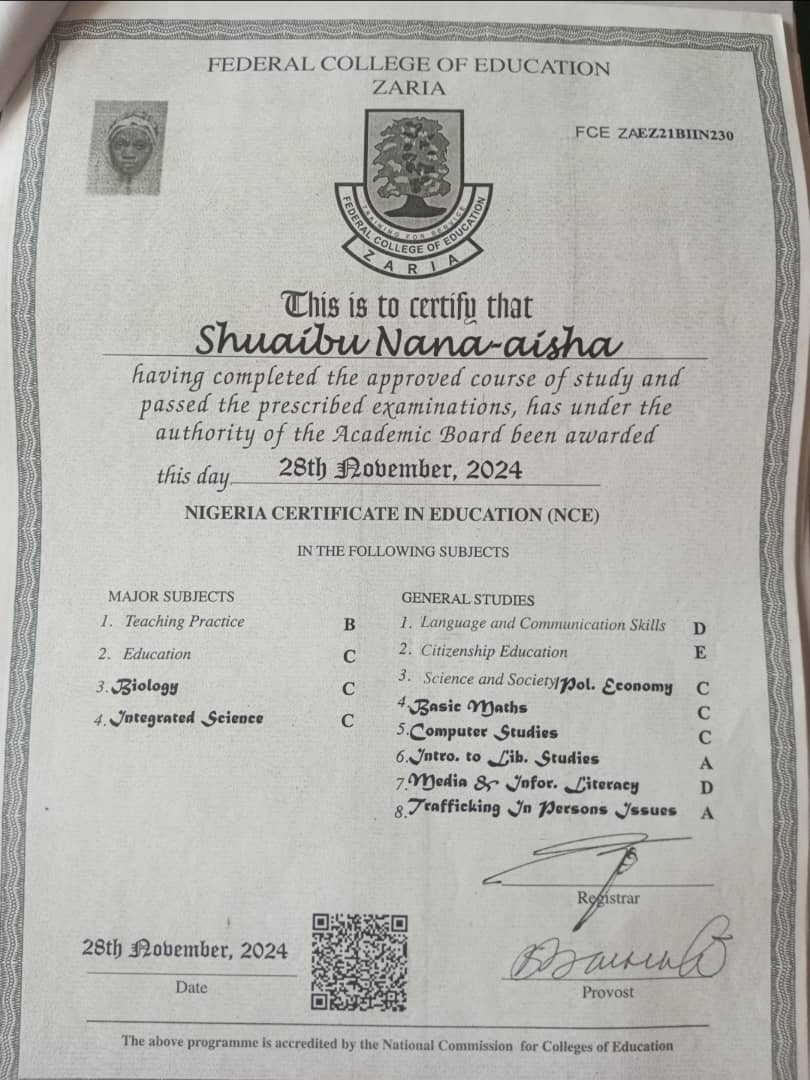 FEDERAL COLLEGE OF EDUCATION
ZARIA
FCE ZAEZ21BIIN230
TRAINING FOR SERVICE
FEDERAL COLLEGE OF EDUCATION
ZARIA
This is to certify that
Shuaibu Nana-aisha
having completed the approved course of study and
passed the prescribed examinations, has under the
authority of the Academic Board been awarded
this day 28th November, 2024
NIGERIA CERTIFICATE IN EDUCATION (NCE)
IN THE FOLLOWING SUBJECTS
MAJOR SUBJECTS
1. Teaching Practice B
2. Education C
3. Biology C
4. Integrated Science C
GENERAL STUDIES
1. Language and Communication Skills D
2. Citizenship Education E
3. Science and Society/Pol. Economy C
4. Basic Maths C
5. Computer Studies C
6. Intro. to Lib. Studies A
7. Media & Infor. Literacy D
8. Trafficking In Persons Issues A
Registrar
28th November, 2024
Date
Provost
The above programme is accredited by the National Commission for Colleges of Education